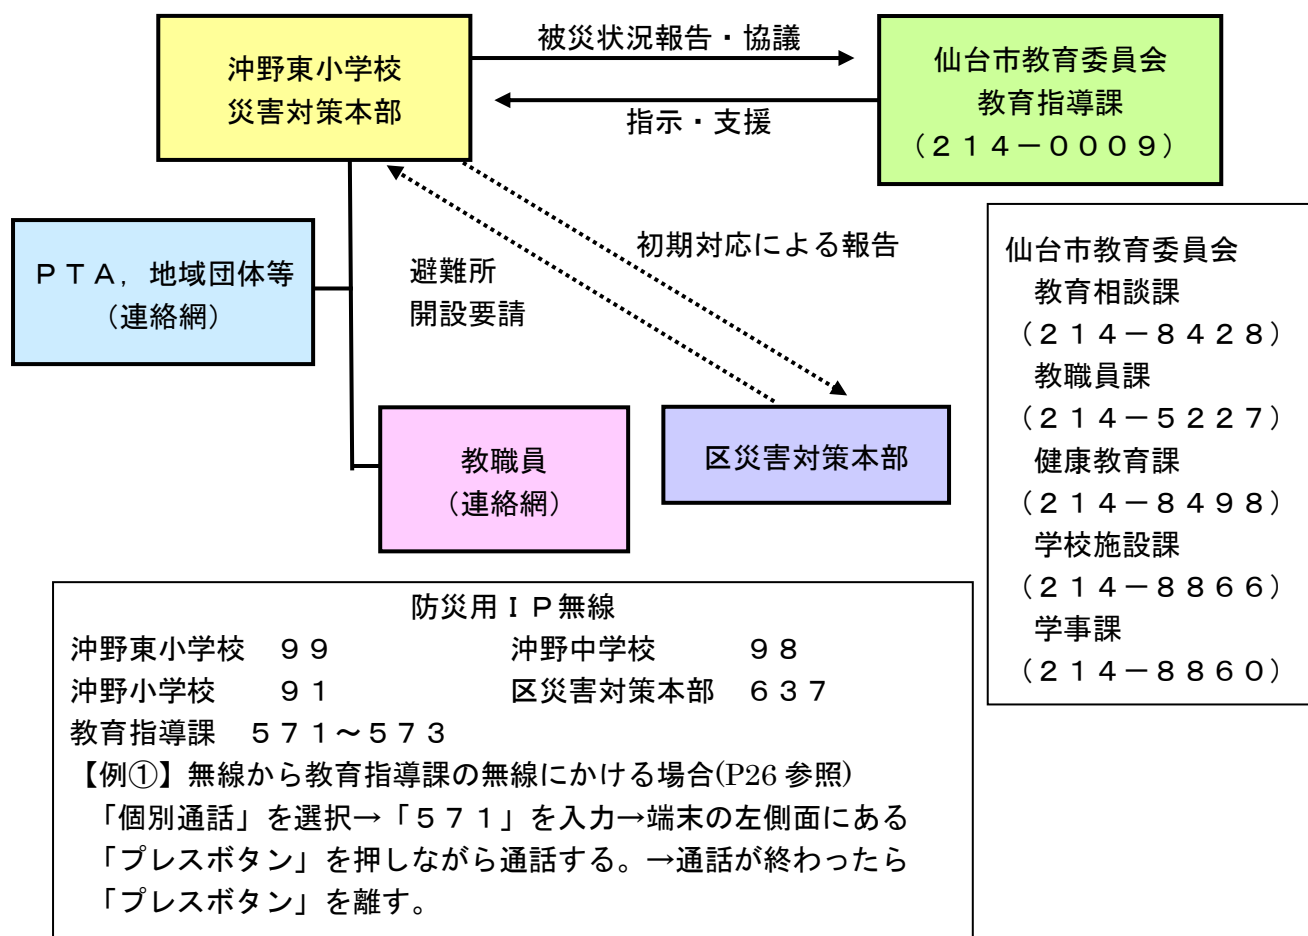 沖野東小学校
災害対策本部
被災状況報告・協議
指示・支援
仙台市教育委員会
教育指導課
（２１４－０００９）
ＰＴＡ，地域団体等
（連絡網）
避難所
開設要請
初期対応による報告
教職員
（連絡網）
区災害対策本部
仙台市教育委員会
教育相談課
（２１４－８４２８）
教職員課
（２１４－５２２７）
健康教育課
（２１４－８４９８）
学校施設課
（２１４－８８６６）
学事課
（２１４－８８６０）
防災用ＩＰ無線
沖野東小学校　９９　沖野中学校　９８
沖野小学校　９１　区災害対策本部　６３７
教育指導課　５７１～５７３
【例①】無線から教育指導課の無線にかける場合(P26 参照)
「個別通話」を選択→「５７１」を入力→端末の左側面にある
「プレスボタン」を押しながら通話する。→通話が終わったら
「プレスボタン」を離す。